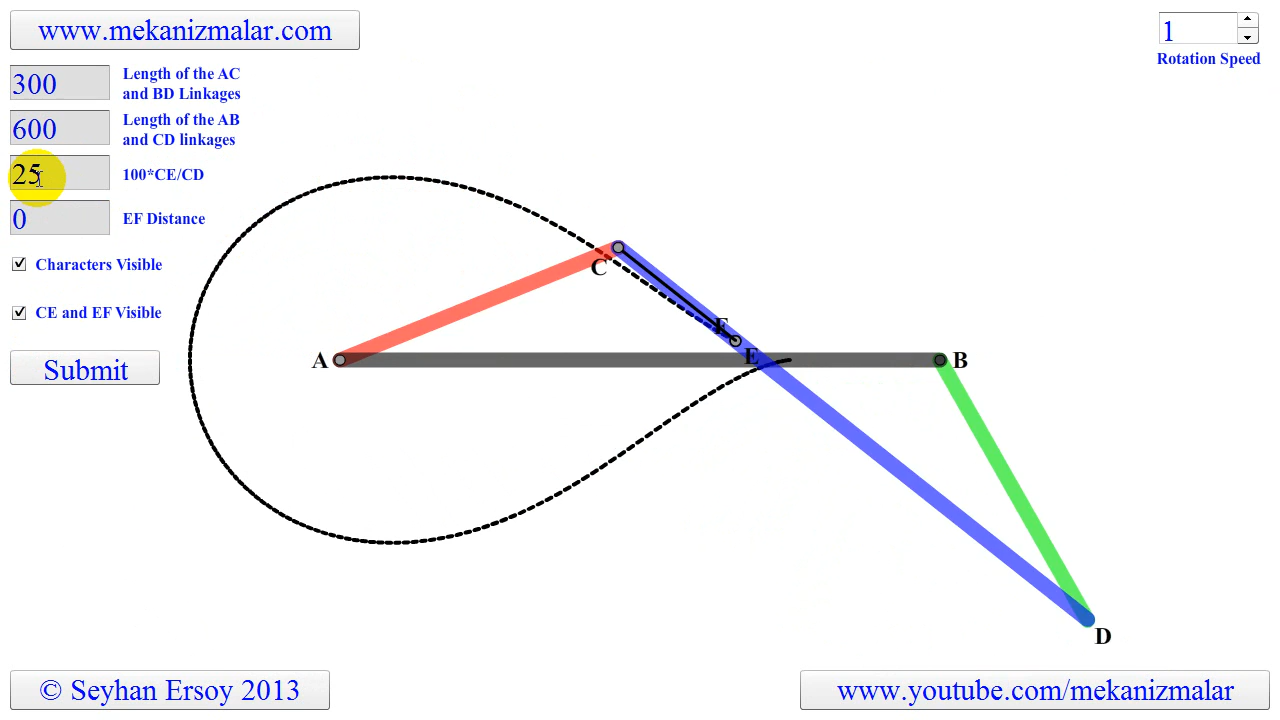 www.mekanizmalar.com
1
Rotation Speed
300
Length of the AC
and BD Linkages
600
Length of the AB
and CD linkages
25
100*CE/CD
0
EF Distance
Characters Visible
CE and EF Visible
Submit
C
F
E
A
B
D
© Seyhan Ersoy 2013
www.youtube.com/mekanizmalar